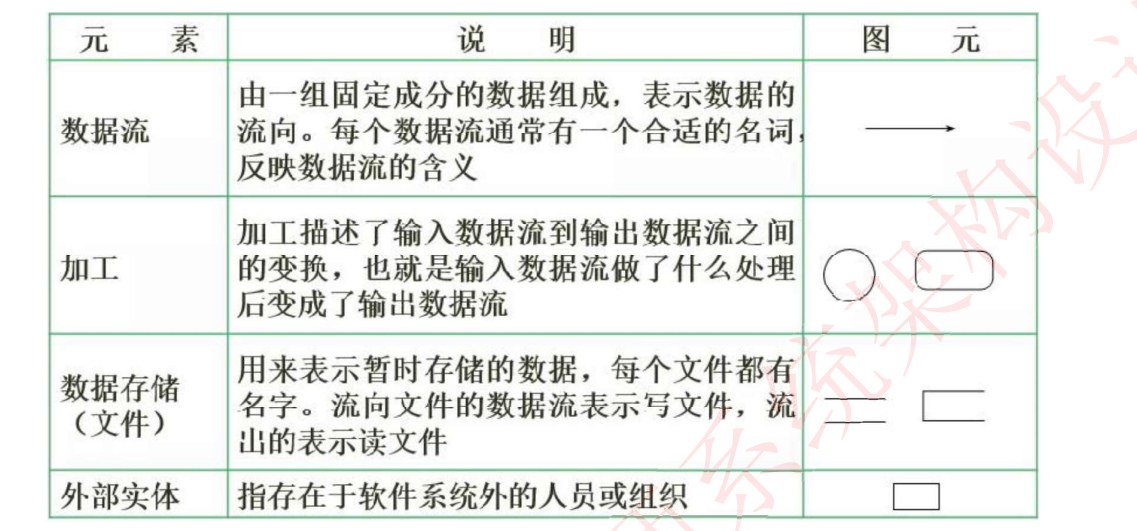 元 素 说 明 图 元
数据流
由一组固定成分的数据组成，表示数据的
流向。每个数据流通常有一个合适的名词，
反映数据流的含义
加工
加工描述了输入数据流到输出数据流之间
的变换，也就是输入数据流做了什么处理
后变成了输出数据流
数据存储
（文件）
用来表示暂时存储的数据，每个文件都有
名字。流向文件的数据流表示写文件，流
出的表示读文件
外部实体 指存在于软件系统外的人员或组织
系统架构设